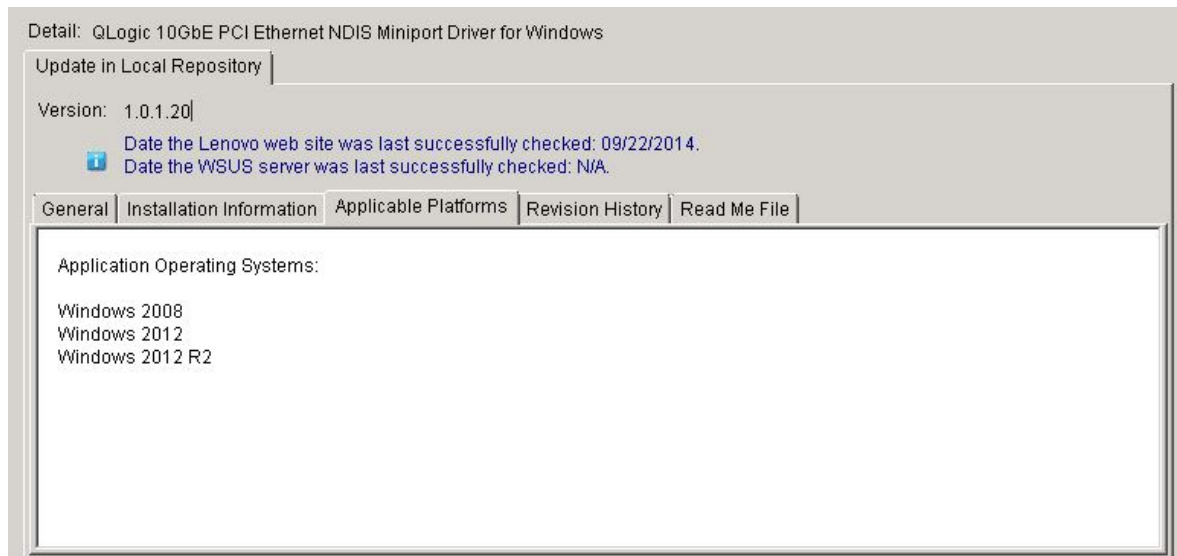 Detail: QLogic 10GbE PCI Ethernet NDIS Miniport Driver for Windows
Update in Local Repository
Version: 1.0.1.20
Date the Lenovo web site was last successfully checked: 09/22/2014.
Date the WSUS server was last successfully checked: N/A.
General Installation Information Applicable Platforms Revision History Read Me File
Application Operating Systems:
Windows 2008
Windows 2012
Windows 2012 R2